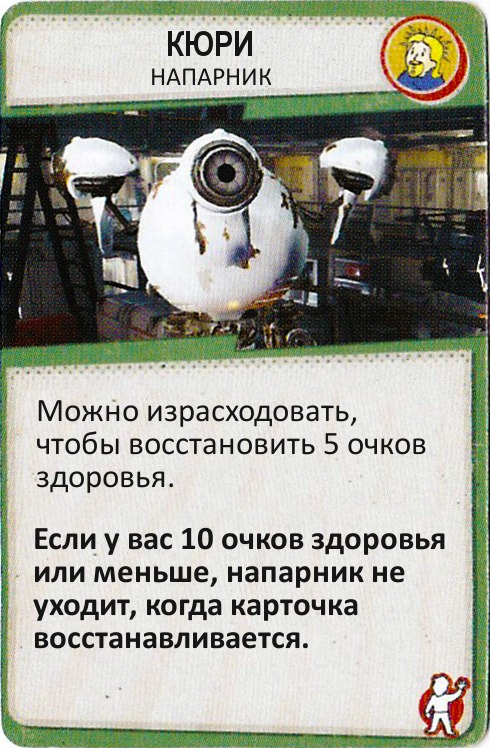 КЮРИ
НАПАРНИК
Можно израсходовать,
чтобы восстановить 5 очков
здоровья.
Если у вас 10 очков здоровья
или меньше, напарник не
уходит, когда карточка
восстанавливается.